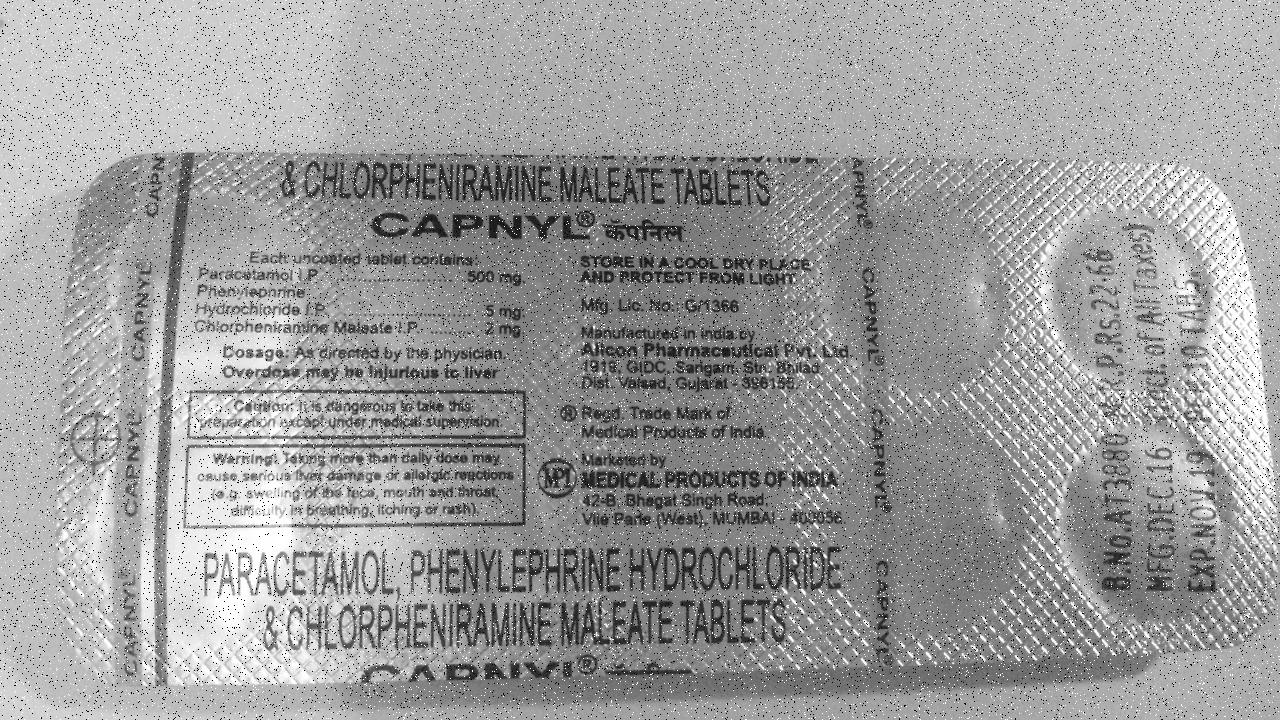 & CHLORPHENIRAMINE MALEATE TABLETS
CAPNYL® कॅपनिल
Each uncoated tablet contains:
Paracetamol I.P. ........................ 500 mg.
Phenylephrine
Hydrochloride I.P. ........................ 5 mg.
Chlorpheniramine Maleate I.P. .......... 2 mg.
Dosage: As directed by the physician.
Overdose may be injurious to liver
Caution: It is dangerous to take this
preparation except under medical supervision.
Warning: Taking more than daily dose may
cause serious liver damage or allergic reactions
(e.g. swelling of the face, mouth and throat,
difficulty in breathing, itching or rash).
STORE IN A COOL DRY PLACE
AND PROTECT FROM LIGHT
Mfg. Lic. No.: G/1366
Manufactured in India by
Alicon Pharmaceutical Pvt. Ltd.
GIDC, Sarigam. Stn. Bhilad
Dist. Valsad, Gujarat -
® Regd. Trade Mark of
Medical Products of India.
MPI
Marketed by
MEDICAL PRODUCTS OF INDIA
42-B, Bhagat Singh Road,
Vile Parle (West), MUMBAI -
PARACETAMOL, PHENYLEPHRINE HYDROCHLORIDE
& CHLORPHENIRAMINE MALEATE TABLETS
CAPNYL®
CAPN
CAPNYL
CAPNYL
CAPNYL
APNYL®
CAPNYL®
CAPNYL®
CAPNYL®
B.No.AT3880 M.R.P.Rs.22.66
MFG.DEC.16 (Incl.of All Taxes)
EXP.NOV.19 Per 10 TABS.